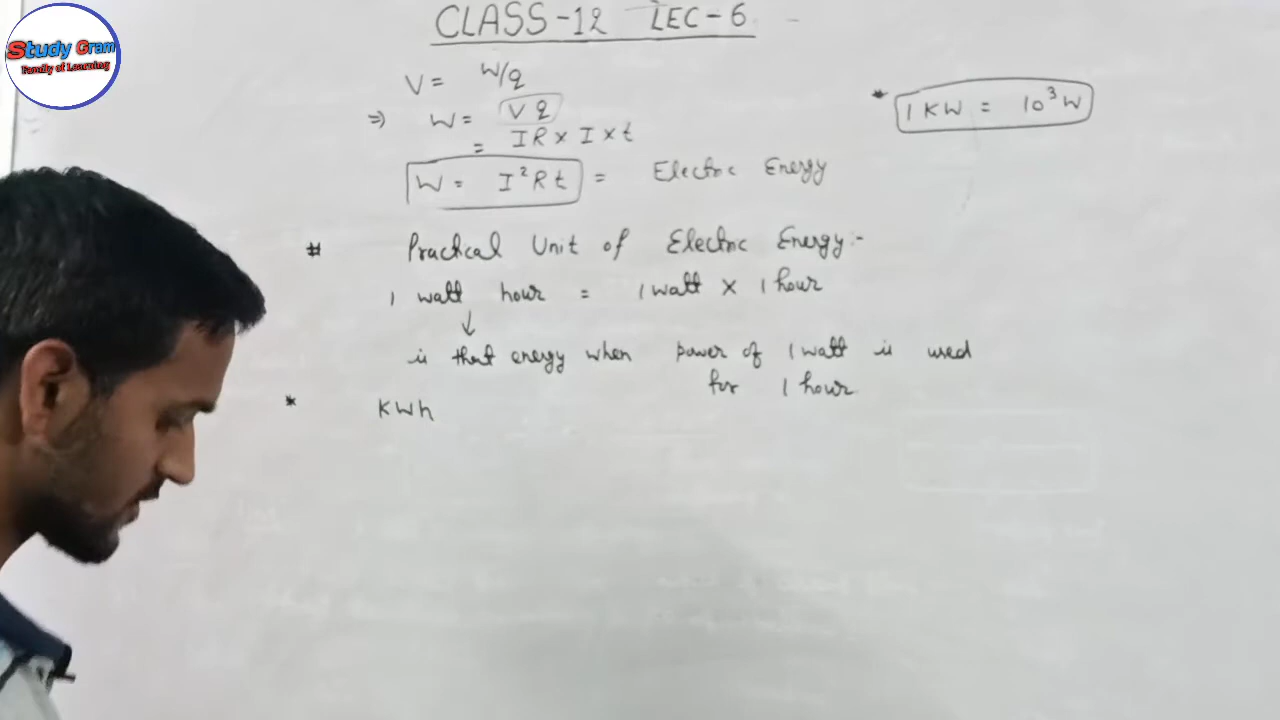 Study Gram
Family of Learning
CLASS-12 LEC-6
V = W/q
⇒ W = Vq
= IR × I × t
W = I²Rt = Electric Energy
* 1 KW = 10³ W
# Practical Unit of Electric Energy:-
1 watt hour = 1 watt × 1 hour
↓
is that energy when power of 1 watt is used
for 1 hour
* KWh